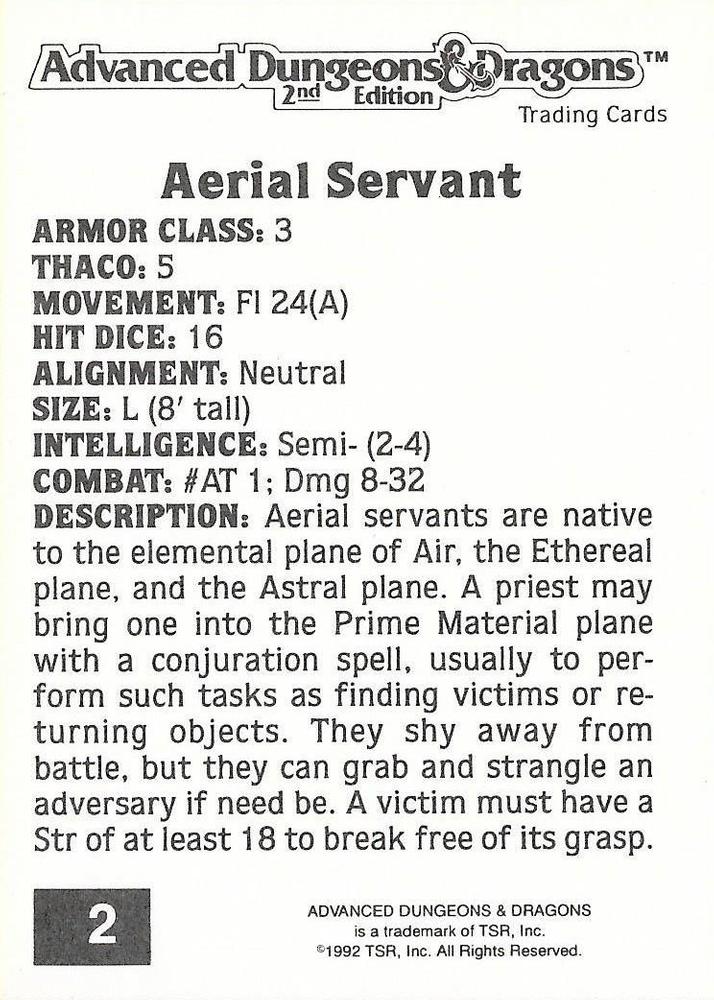 Advanced Dungeons & Dragons™
2nd Edition
Trading Cards
Aerial Servant
ARMOR CLASS: 3
THACO: 5
MOVEMENT: Fl 24(A)
HIT DICE: 16
ALIGNMENT: Neutral
SIZE: L (8' tall)
INTELLIGENCE: Semi- (2-4)
COMBAT: #AT 1; Dmg 8-32
DESCRIPTION: Aerial servants are native
to the elemental plane of Air, the Ethereal
plane, and the Astral plane. A priest may
bring one into the Prime Material plane
with a conjuration spell, usually to per-
form such tasks as finding victims or re-
turning objects. They shy away from
battle, but they can grab and strangle an
adversary if need be. A victim must have a
Str of at least 18 to break free of its grasp.
2
ADVANCED DUNGEONS & DRAGONS
is a trademark of TSR, Inc.
©1992 TSR, Inc. All Rights Reserved.